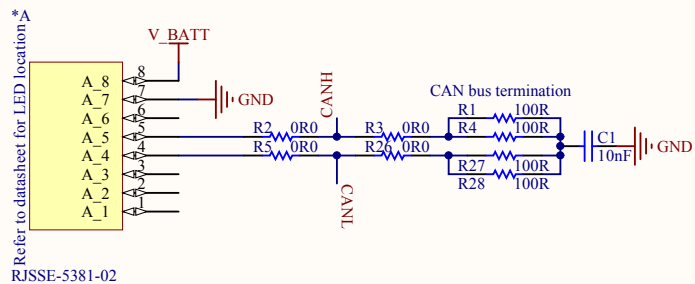 *A
Refer to datasheet for LED location
V_BATT
A_8 8
A_7 7
GND
A_6 6
A_5 5
A_4 4
A_3 3
A_2 2
A_1 1
RJSSE-5381-02
R2 0R0
R5 0R0
CANH
CANL
R3 0R0
R26 0R0
CAN bus termination
R1 100R
R4 100R
R27 100R
R28 100R
C1
10nF
GND